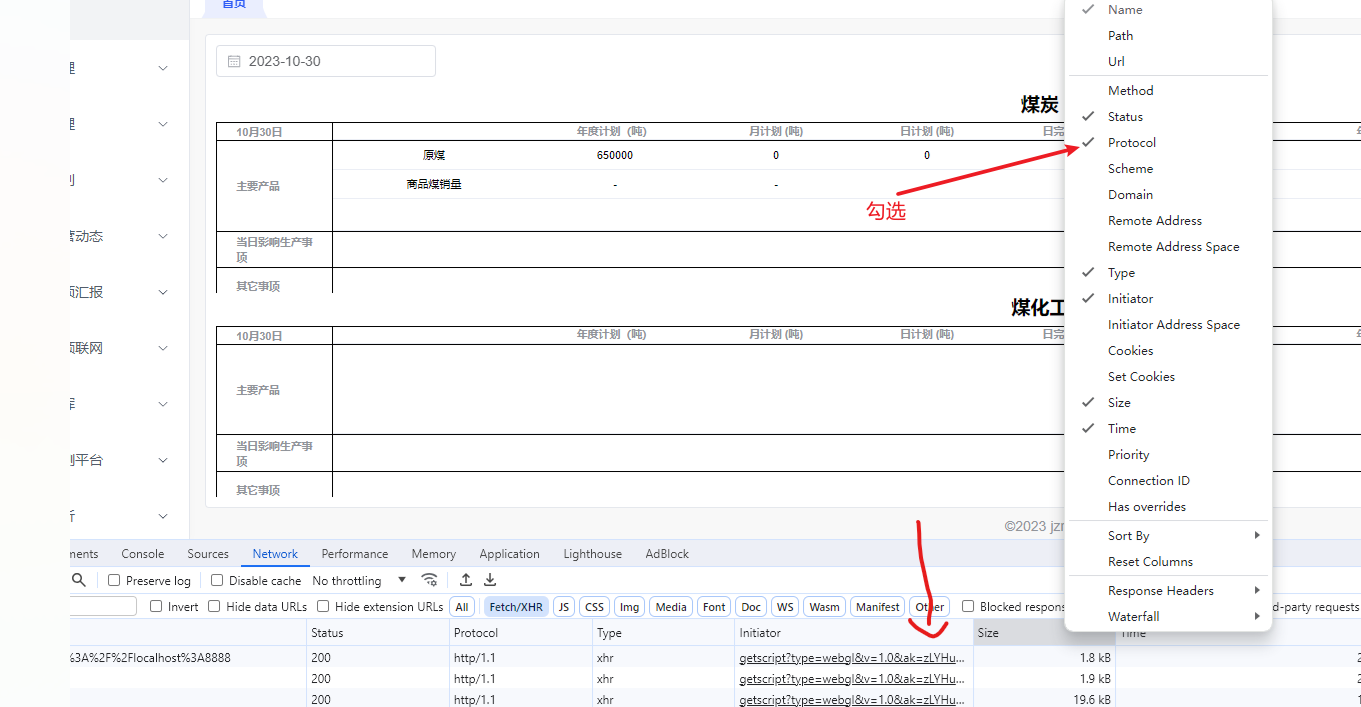 首页
理
2023-10-30
理
煤炭
10月30日 年度计划（吨） 月计划 (吨) 日计划 (吨) 日完
主要产品
原煤 650000 0 0
商品煤销量 - -
勾选
当日影响生产事项
其它事项
营动态
项汇报
项联网
库
平台
析
煤化工
10月30日 年度计划（吨） 月计划 (吨) 日计划 (吨) 日完
主要产品
当日影响生产事项
其它事项
©2023 jzr
Name
Path
Url
Method
Status
Protocol
Scheme
Domain
Remote Address
Remote Address Space
Type
Initiator
Initiator Address Space
Cookies
Set Cookies
Size
Time
Priority
Connection ID
Has overrides
Sort By
Reset Columns
Response Headers
Waterfall
ments Console Sources Network Performance Memory Application Lighthouse AdBlock
Preserve log Disable cache No throttling
Invert Hide data URLs Hide extension URLs All Fetch/XHR JS CSS Img Media Font Doc WS Wasm Manifest Other Blocked respons d-party requests
Status Protocol Type Initiator Size Time
%3A%2F%2Flocalhost%3A8888 200 http/1.1 xhr getscript?type=webgl&v=1.0&ak=zLYHu... 1.8 kB
200 http/1.1 xhr getscript?type=webgl&v=1.0&ak=zLYHu... 1.9 kB
200 http/1.1 xhr getscript?type=webgl&v=1.0&ak=zLYHu... 19.6 kB